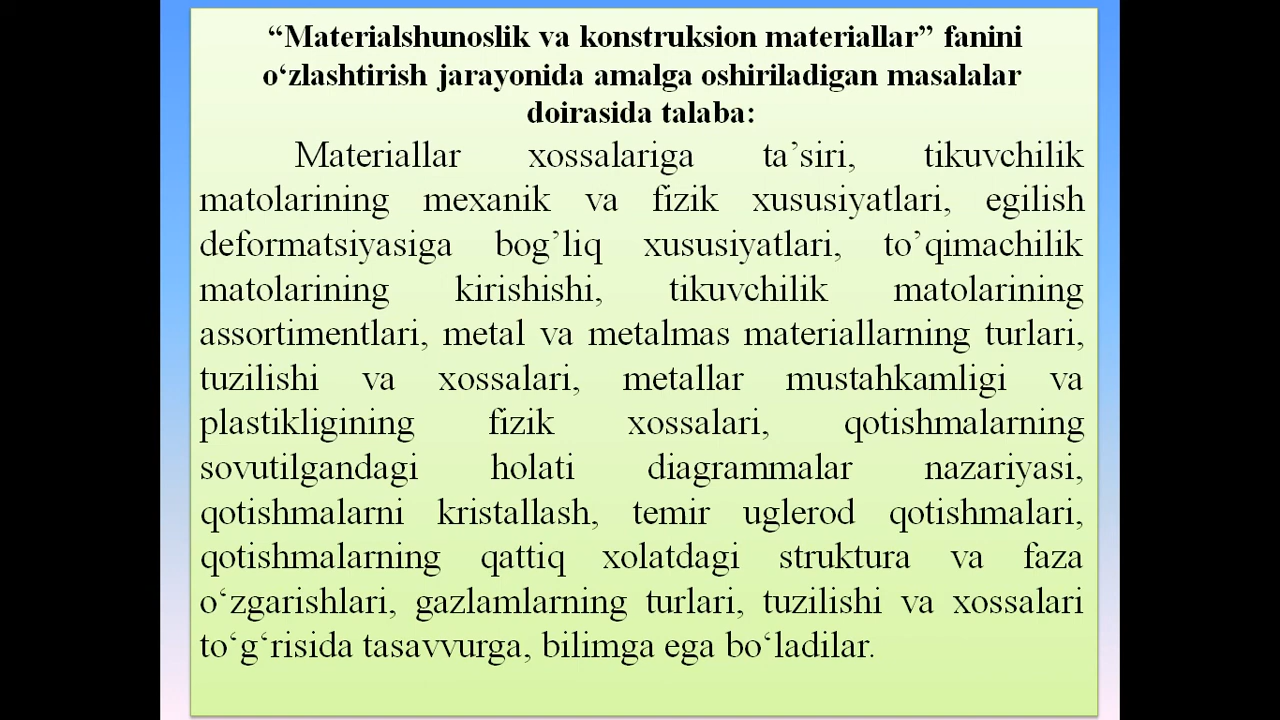 “Materialshunoslik va konstruksion materiallar” fanini
o‘zlashtirish jarayonida amalga oshiriladigan masalalar
doirasida talaba:
Materiallar xossalariga ta’siri, tikuvchilik
matolarining mexanik va fizik xususiyatlari, egilish
deformatsiyasiga bog’liq xususiyatlari, to’qimachilik
matolarining kirishishi, tikuvchilik matolarining
assortimentlari, metal va metalmas materiallarning turlari,
tuzilishi va xossalari, metallar mustahkamligi va
plastikligining fizik xossalari, qotishmalarning
sovutilgandagi holati diagrammalar nazariyasi,
qotishmalarni kristallash, temir uglerod qotishmalari,
qotishmalarning qattiq xolatdagi struktura va faza
o‘zgarishlari, gazlamlarning turlari, tuzilishi va xossalari
to‘g‘risida tasavvurga, bilimga ega bo‘ladilar.